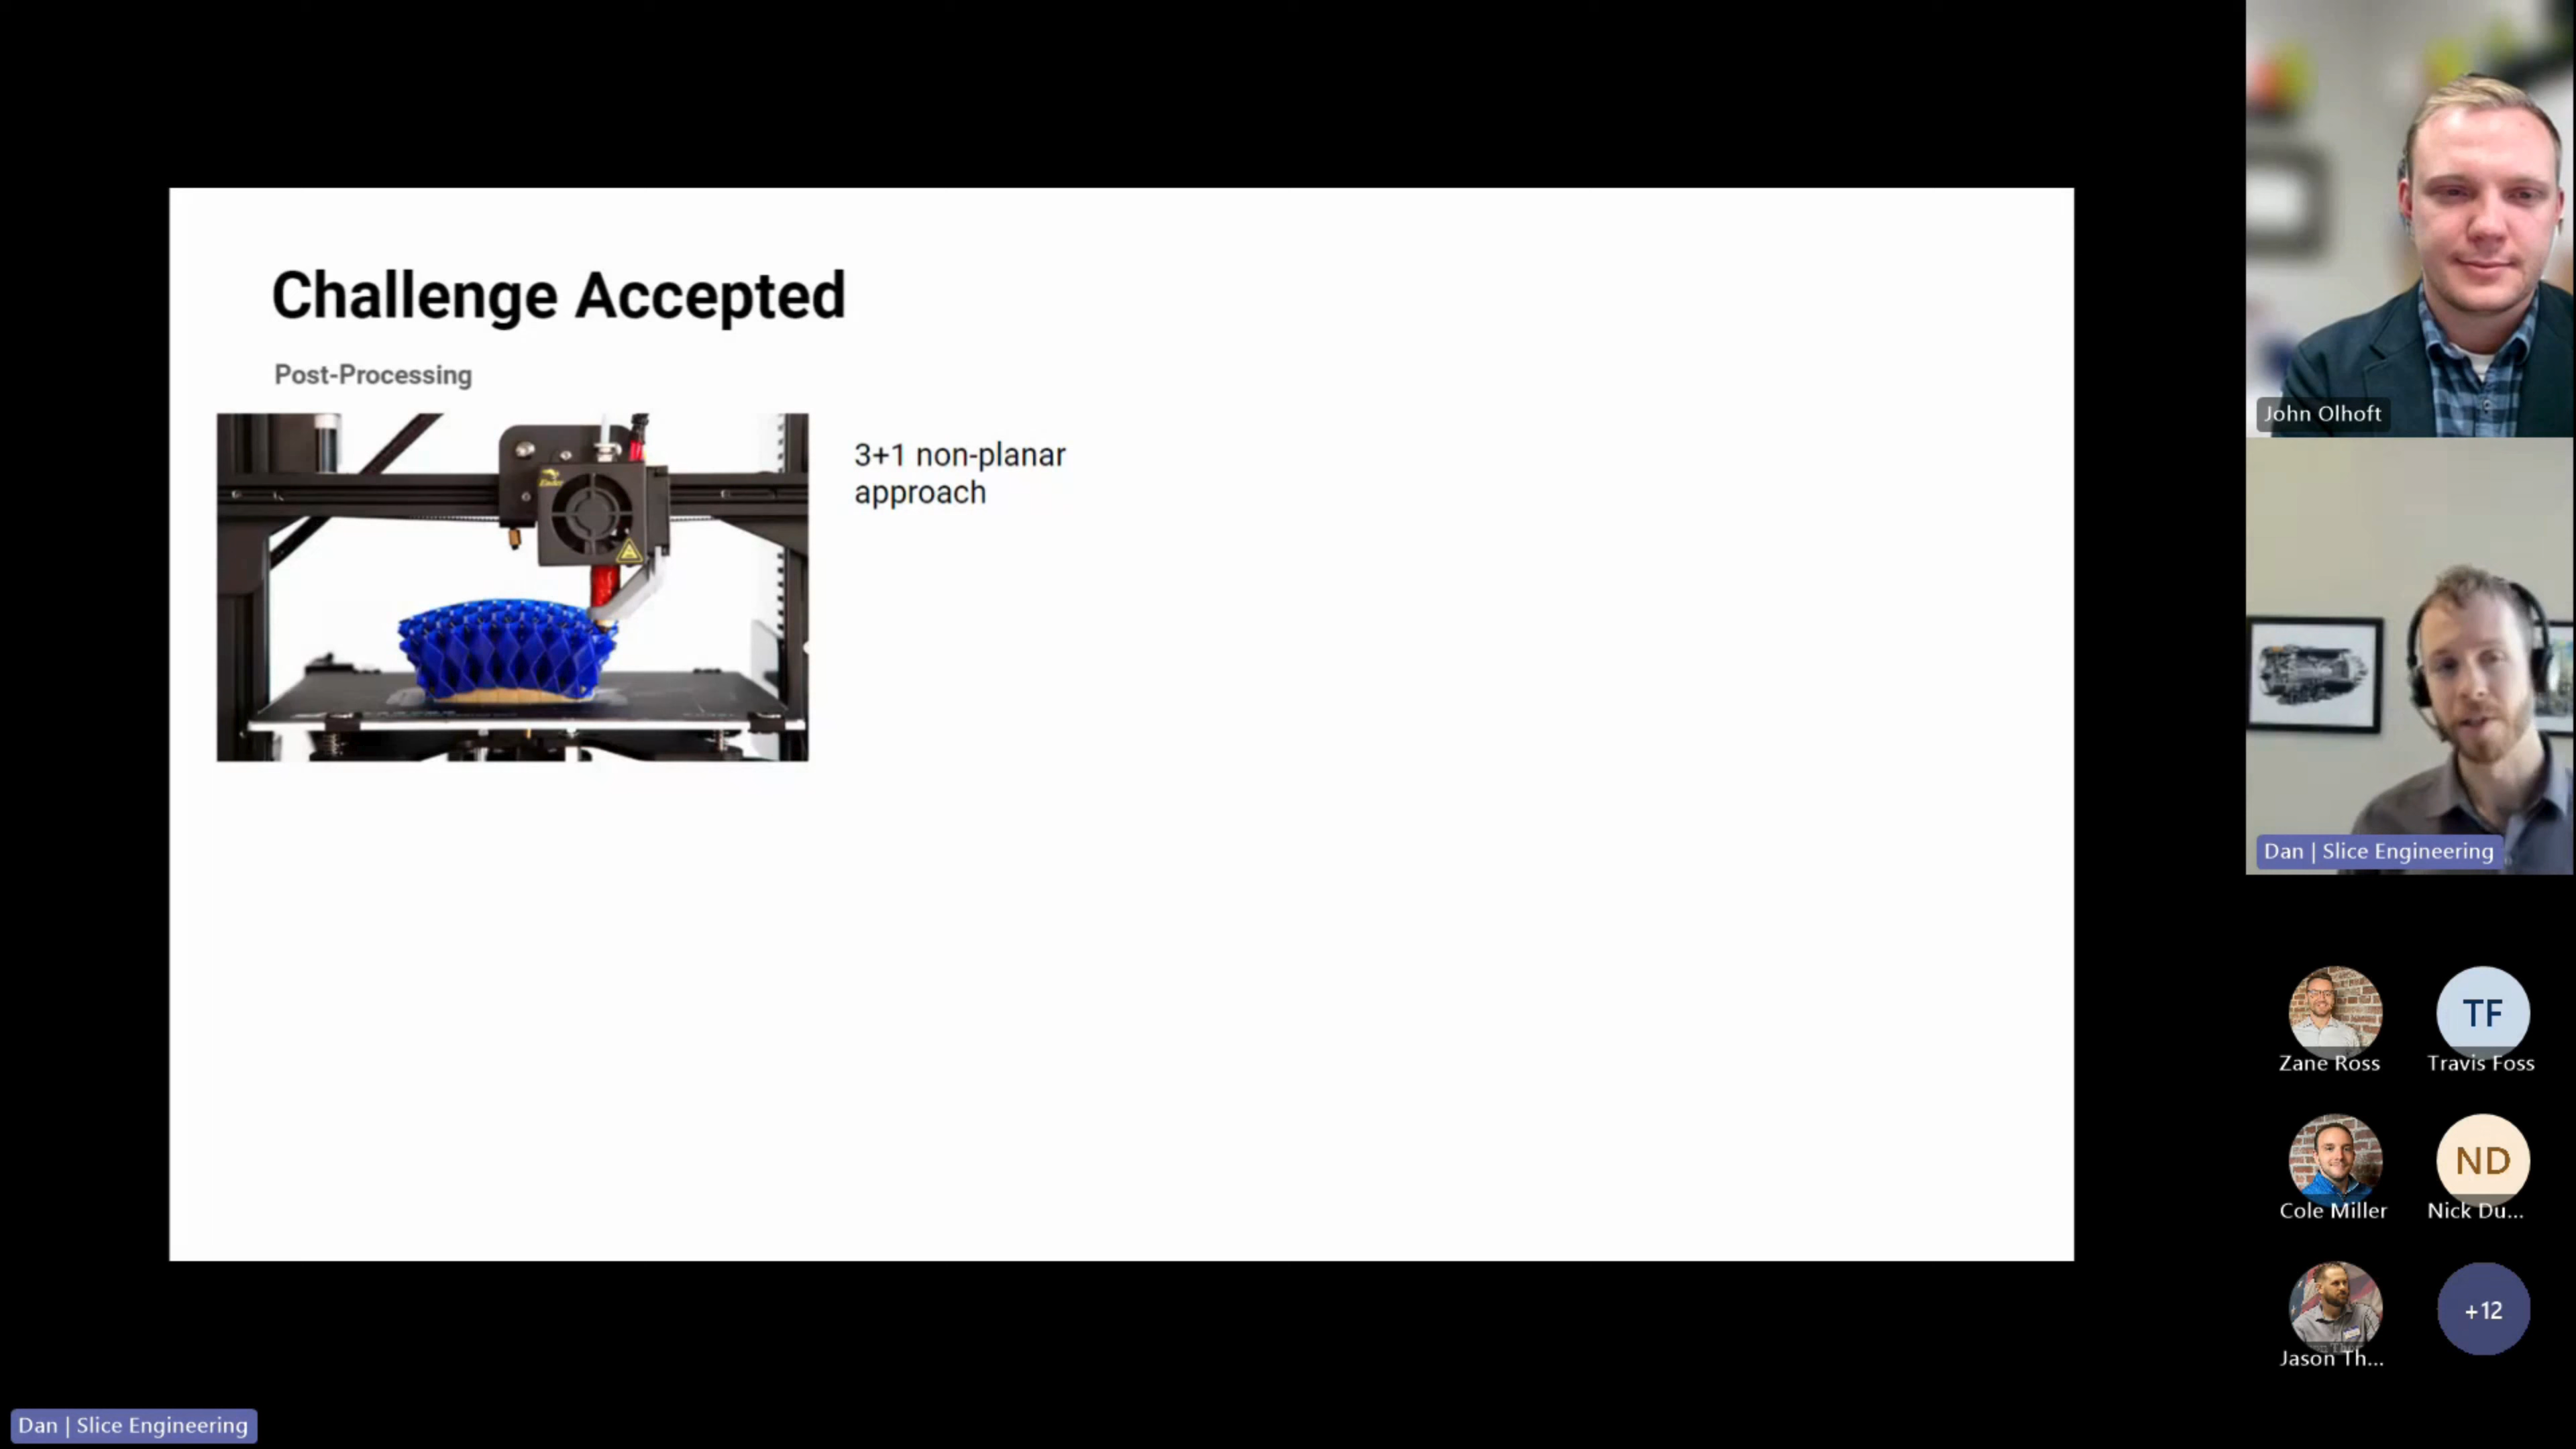 Challenge Accepted
Post-Processing
3+1 non-planar
approach
Ender
John Olhoft
Dan | Slice Engineering
Zane Ross
TF
Travis Foss
Cole Miller
ND
Nick Du...
Jason Th...
+12
Dan | Slice Engineering